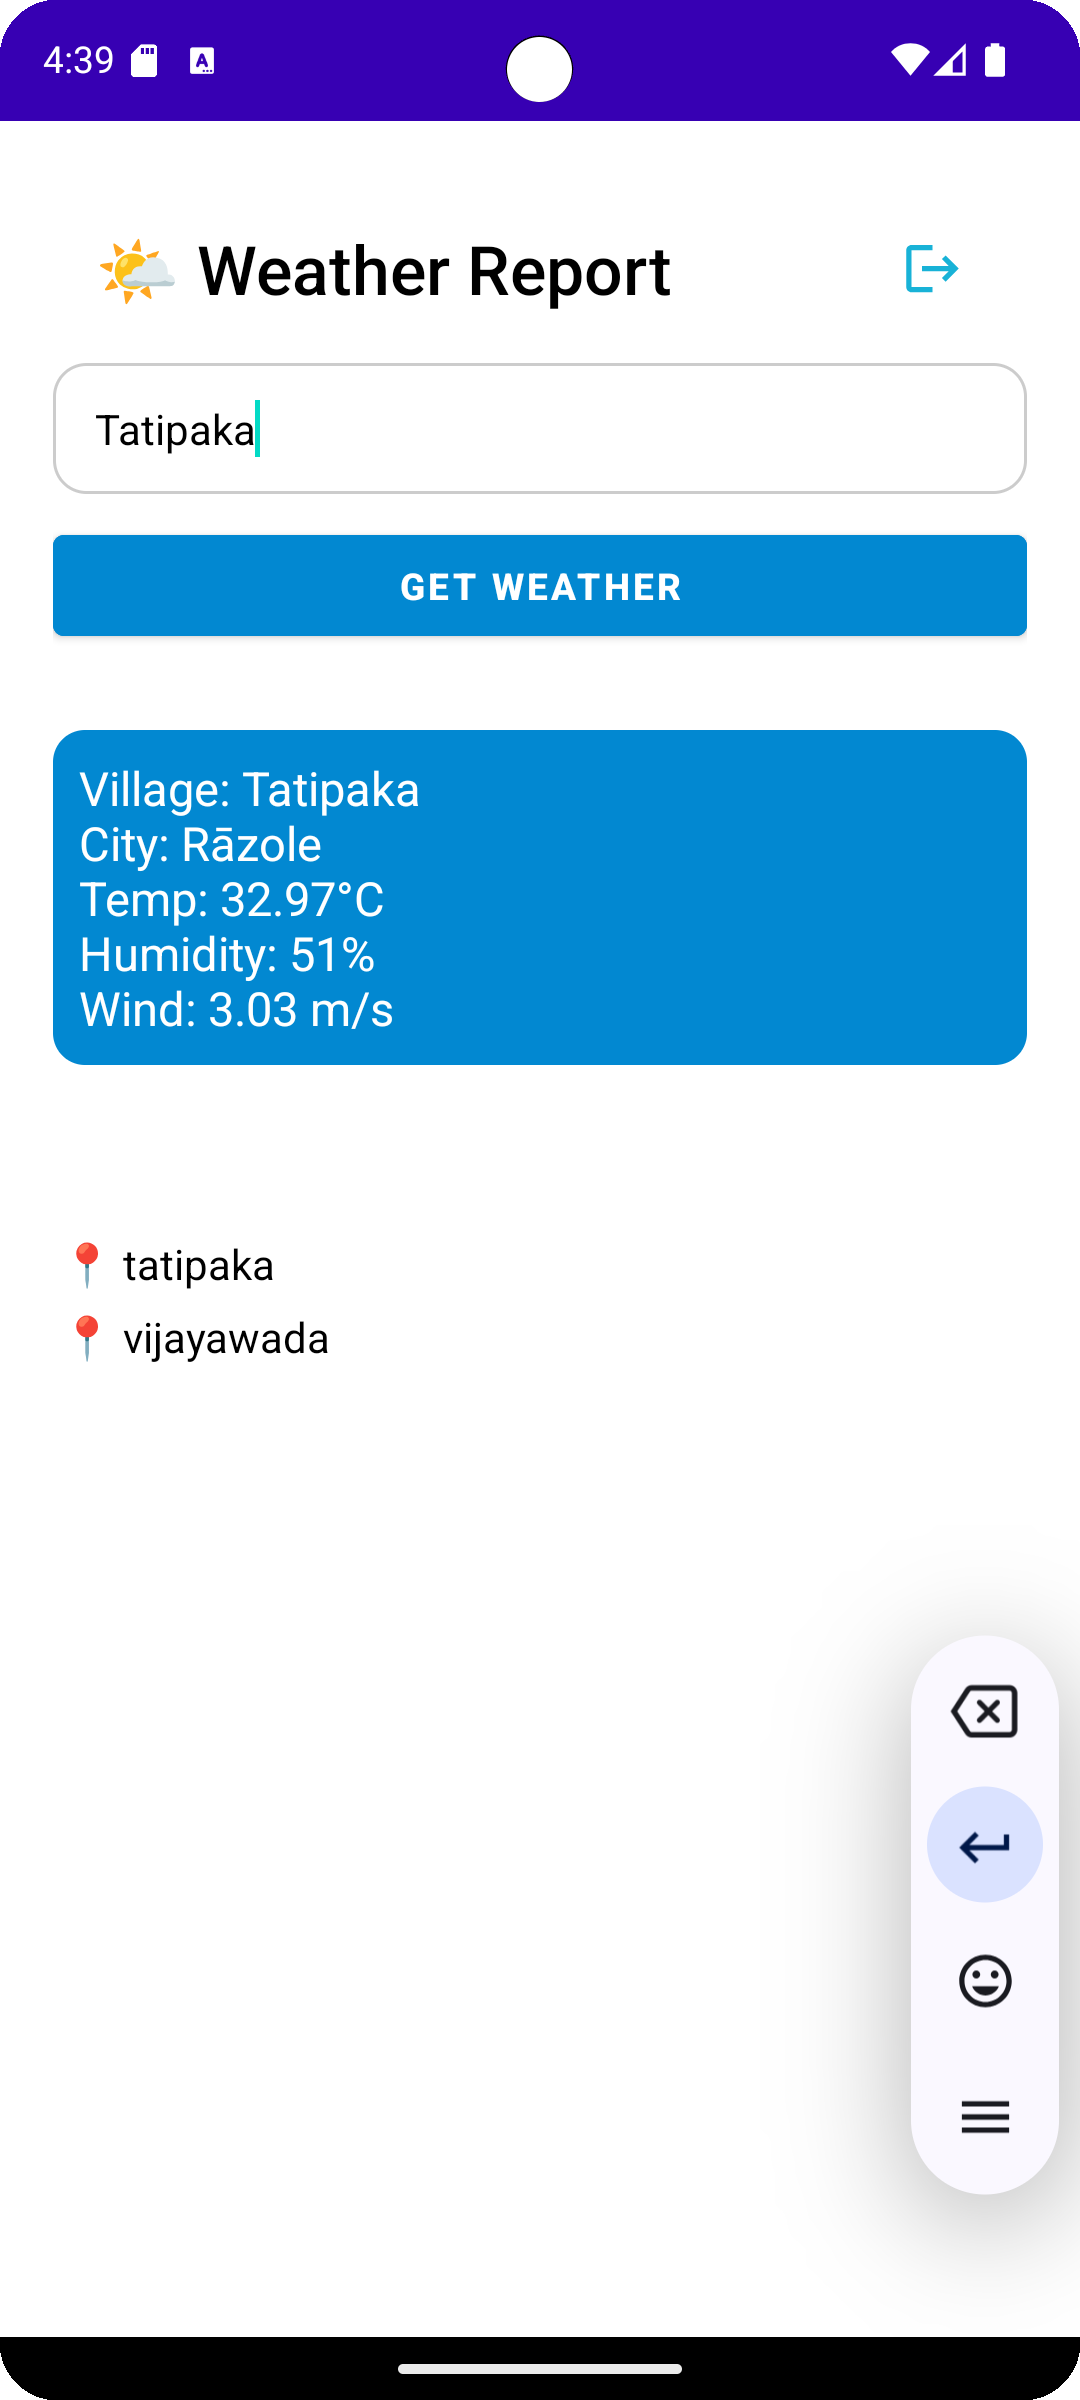 4:39
Weather Report
Tatipaka
GET WEATHER
Village: Tatipaka
City: Rāzole
Temp: 32.97°C
Humidity: 51%
Wind: 3.03 m/s
tatipaka
vijayawada